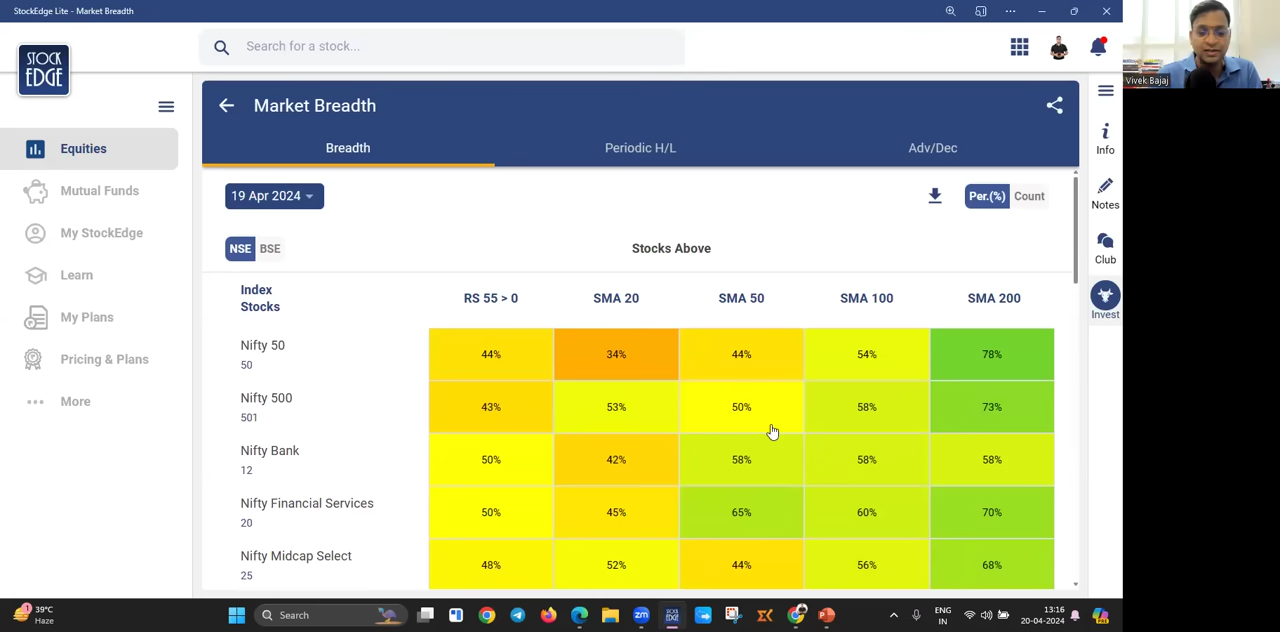 StockEdge Lite - Market Breadth
STOCK
EDGE
Search for a stock...
Vivek Bajaj
Market Breadth
Breadth
Periodic H/L
Adv/Dec
Equities
Mutual Funds
My StockEdge
Learn
My Plans
Pricing & Plans
More
Info
Notes
Club
Invest
19 Apr 2024
Per.(%)
Count
NSE
BSE
Stocks Above
Index
Stocks
RS 55 > 0
SMA 20
SMA 50
SMA 100
SMA 200
Nifty 50
50
44%
34%
44%
54%
78%
Nifty 500
501
43%
53%
50%
58%
73%
Nifty Bank
12
50%
42%
58%
58%
58%
Nifty Financial Services
20
50%
45%
65%
60%
70%
Nifty Midcap Select
25
48%
52%
44%
56%
68%
1
39°C
Haze
Search
zm
STOCK
EDGE
ENG
IN
13:16
20-04-2024
PRE